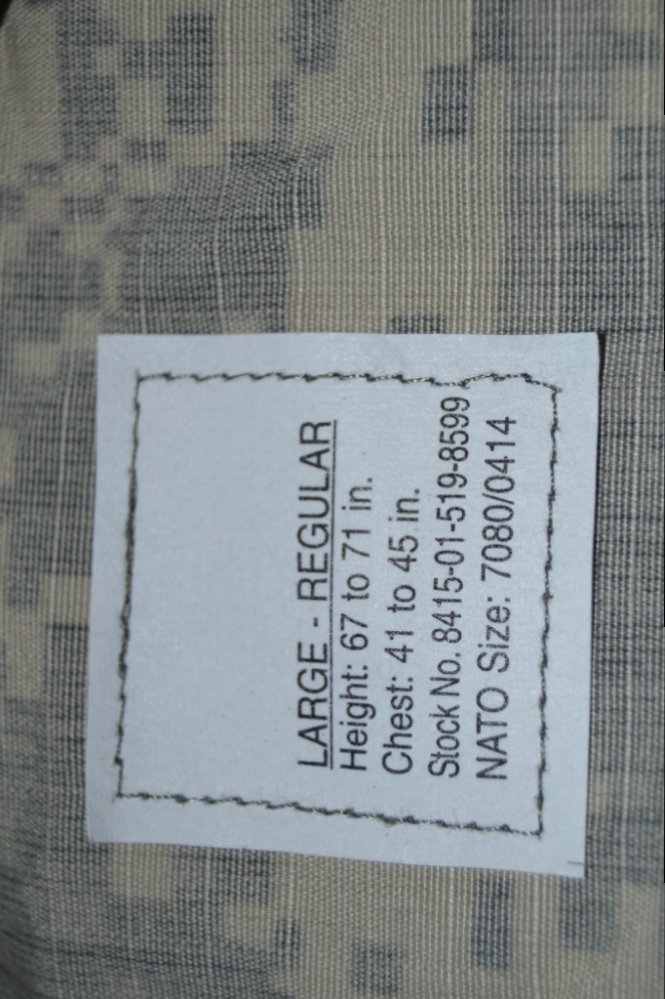 LARGE - REGULAR
Height: 67 to 71 in.
Chest: 41 to 45 in.
Stock No. 8415-01-519-8599
NATO Size: 7080/0414